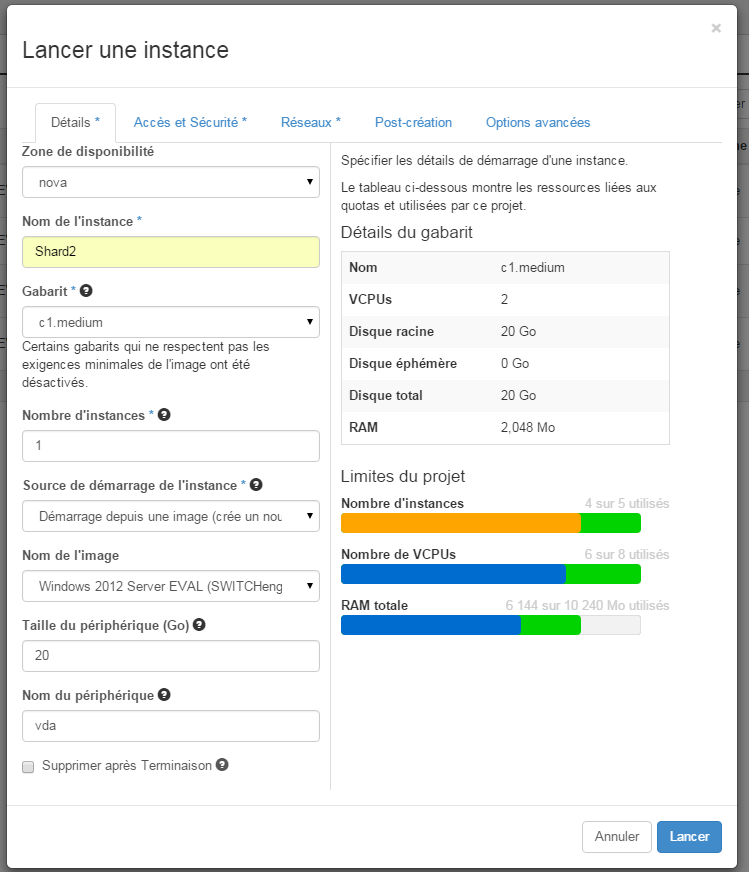 Lancer une instance
×
Détails *
Accès et Sécurité *
Réseaux *
Post-création
Options avancées
Zone de disponibilité
nova
Nom de l'instance *
Shard2
Gabarit *
c1.medium
Certains gabarits qui ne respectent pas les
exigences minimales de l'image ont été
désactivés.
Nombre d'instances *
1
Source de démarrage de l'instance *
Démarrage depuis une image (crée un nou
Nom de l'image
Windows 2012 Server EVAL (SWITCHeng
Taille du périphérique (Go)
20
Nom du périphérique
vda
Supprimer après Terminaison
Spécifier les détails de démarrage d'une instance.
Le tableau ci-dessous montre les ressources liées aux
quotas et utilisées par ce projet.
Détails du gabarit
Nom c1.medium
VCPUs 2
Disque racine 20 Go
Disque éphémère 0 Go
Disque total 20 Go
RAM 2,048 Mo
Limites du projet
Nombre d'instances 4 sur 5 utilisés
Nombre de VCPUs 6 sur 8 utilisés
RAM totale 6 144 sur 10 240 Mo utilisés
Annuler
Lancer